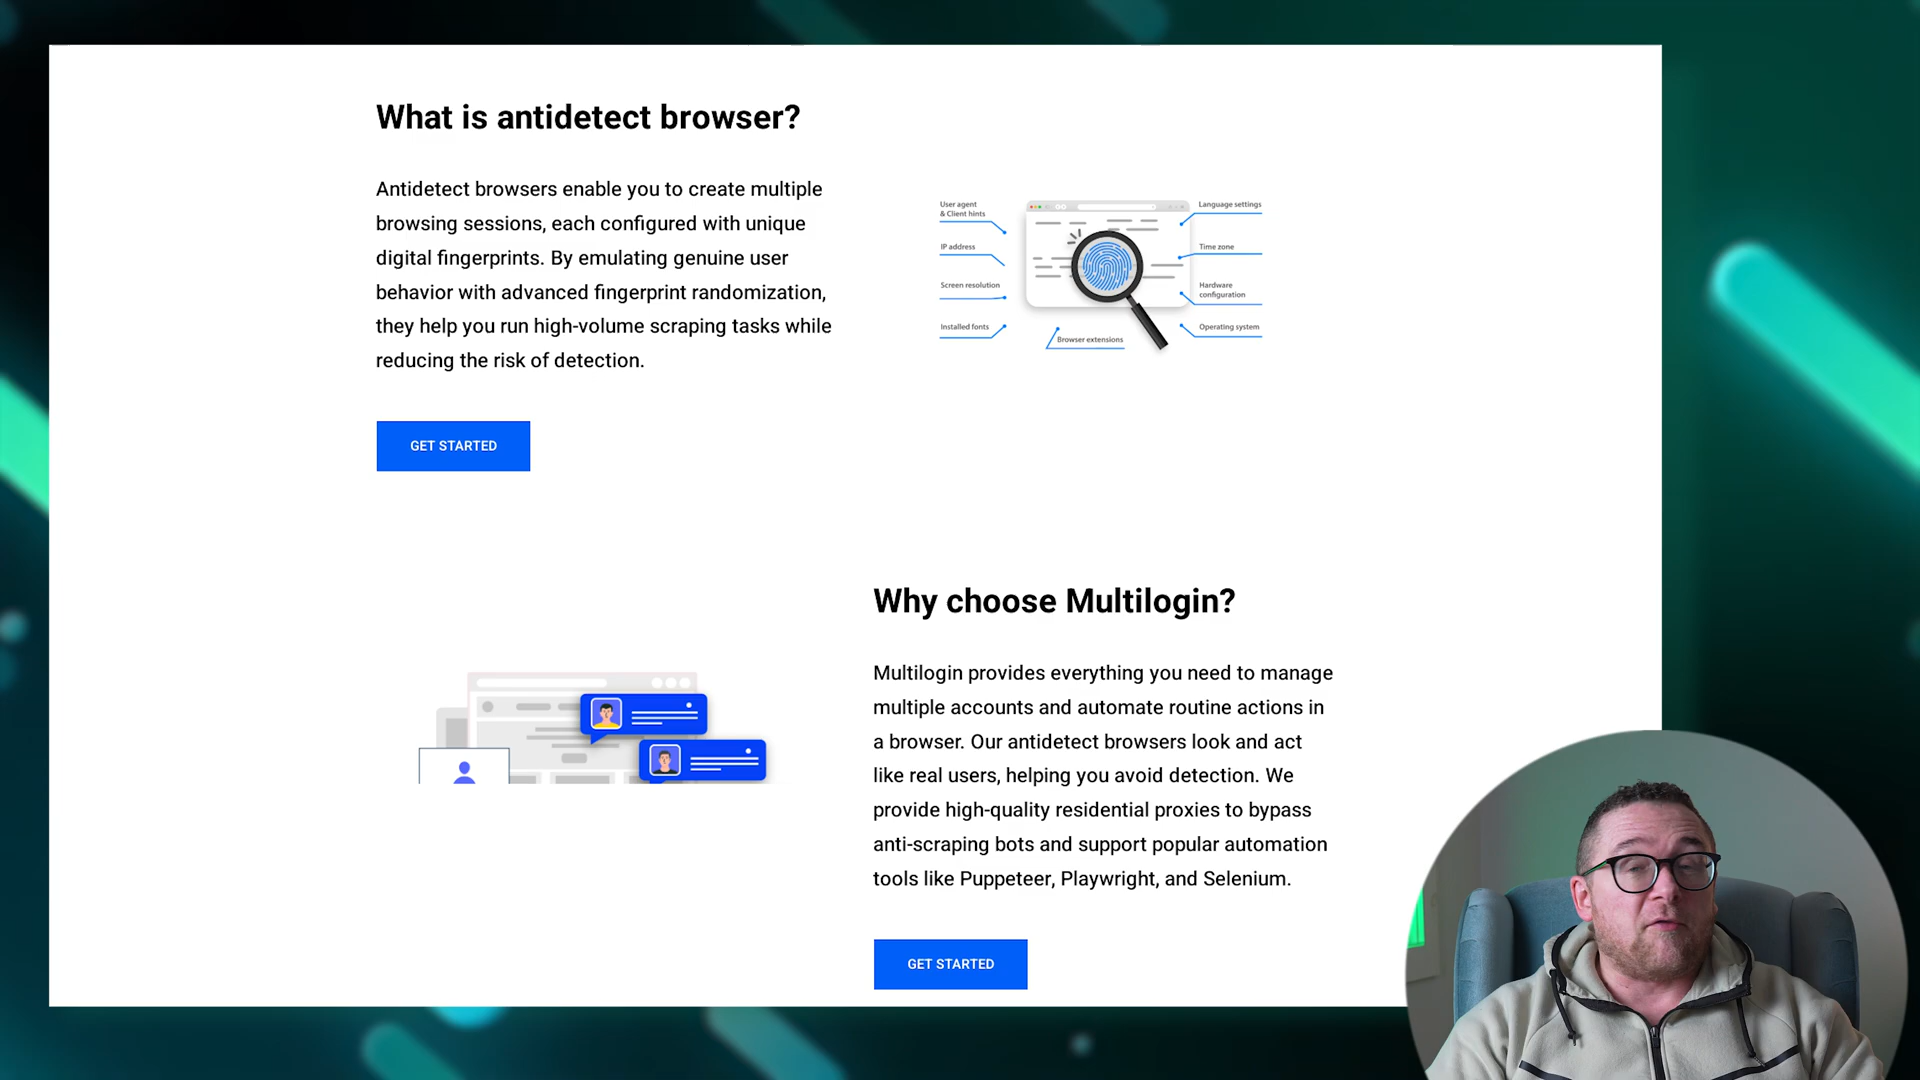 What is antidetect browser?
Antidetect browsers enable you to create multiple
browsing sessions, each configured with unique
digital fingerprints. By emulating genuine user
behavior with advanced fingerprint randomization,
they help you run high-volume scraping tasks while
reducing the risk of detection.
GET STARTED
User agent
& Client hints
IP address
Screen resolution
Installed fonts
Browser extensions
Language settings
Time zone
Hardware
configuration
Operating system
Why choose Multilogin?
Multilogin provides everything you need to manage
multiple accounts and automate routine actions in
a browser. Our antidetect browsers look and act
like real users, helping you avoid detection. We
provide high-quality residential proxies to bypass
anti-scraping bots and support popular automation
tools like Puppeteer, Playwright, and Selenium.
GET STARTED